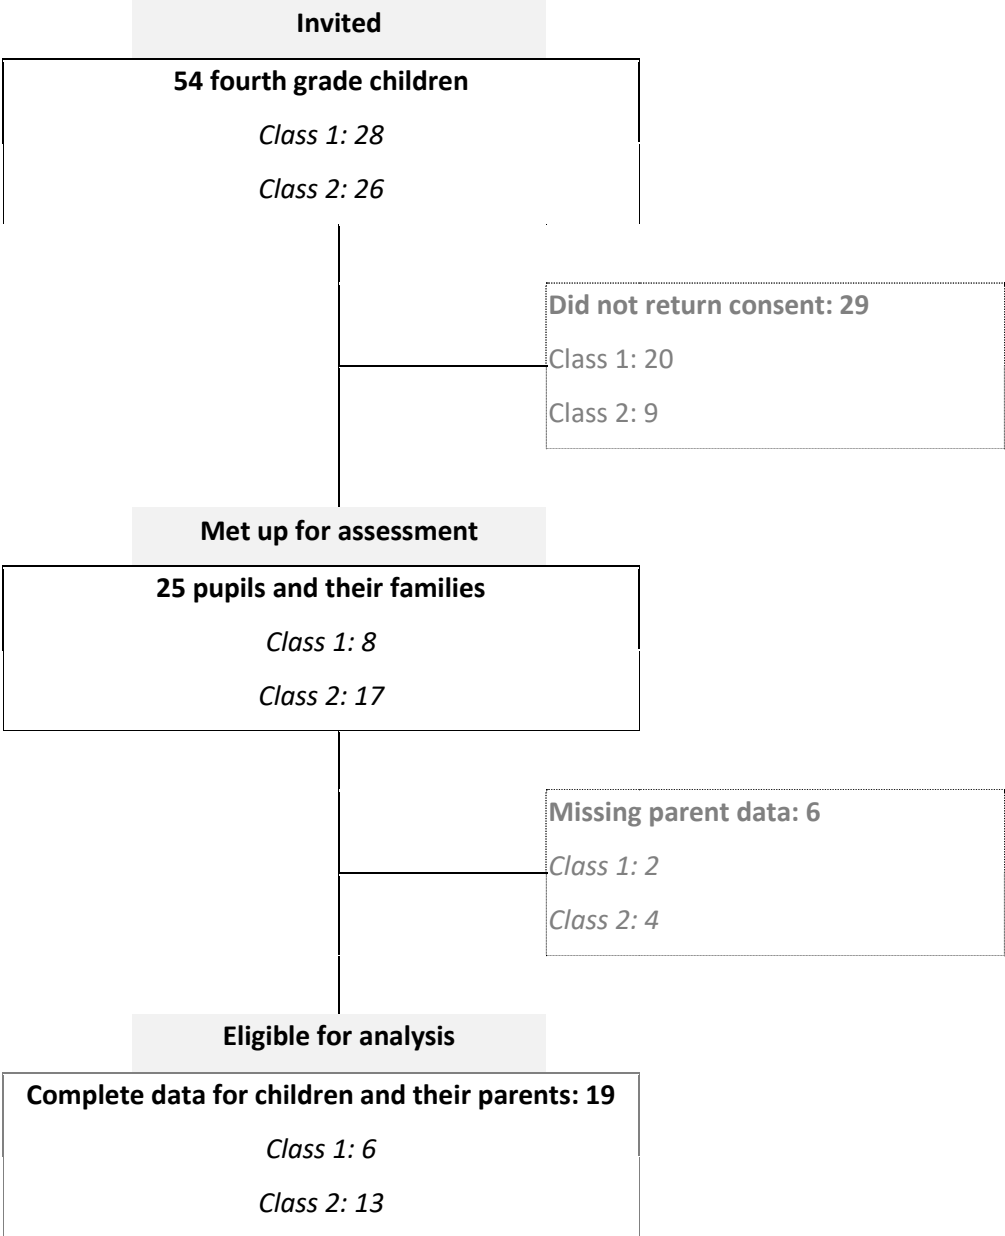 Invited
54 fourth grade children
Class 1: 28
Class 2: 26
Did not return consent: 29
Class 1: 20
Class 2: 9
Met up for assessment
25 pupils and their families
Class 1: 8
Class 2: 17
Missing parent data: 6
Class 1: 2
Class 2: 4
Eligible for analysis
Complete data for children and their parents: 19
Class 1: 6
Class 2: 13